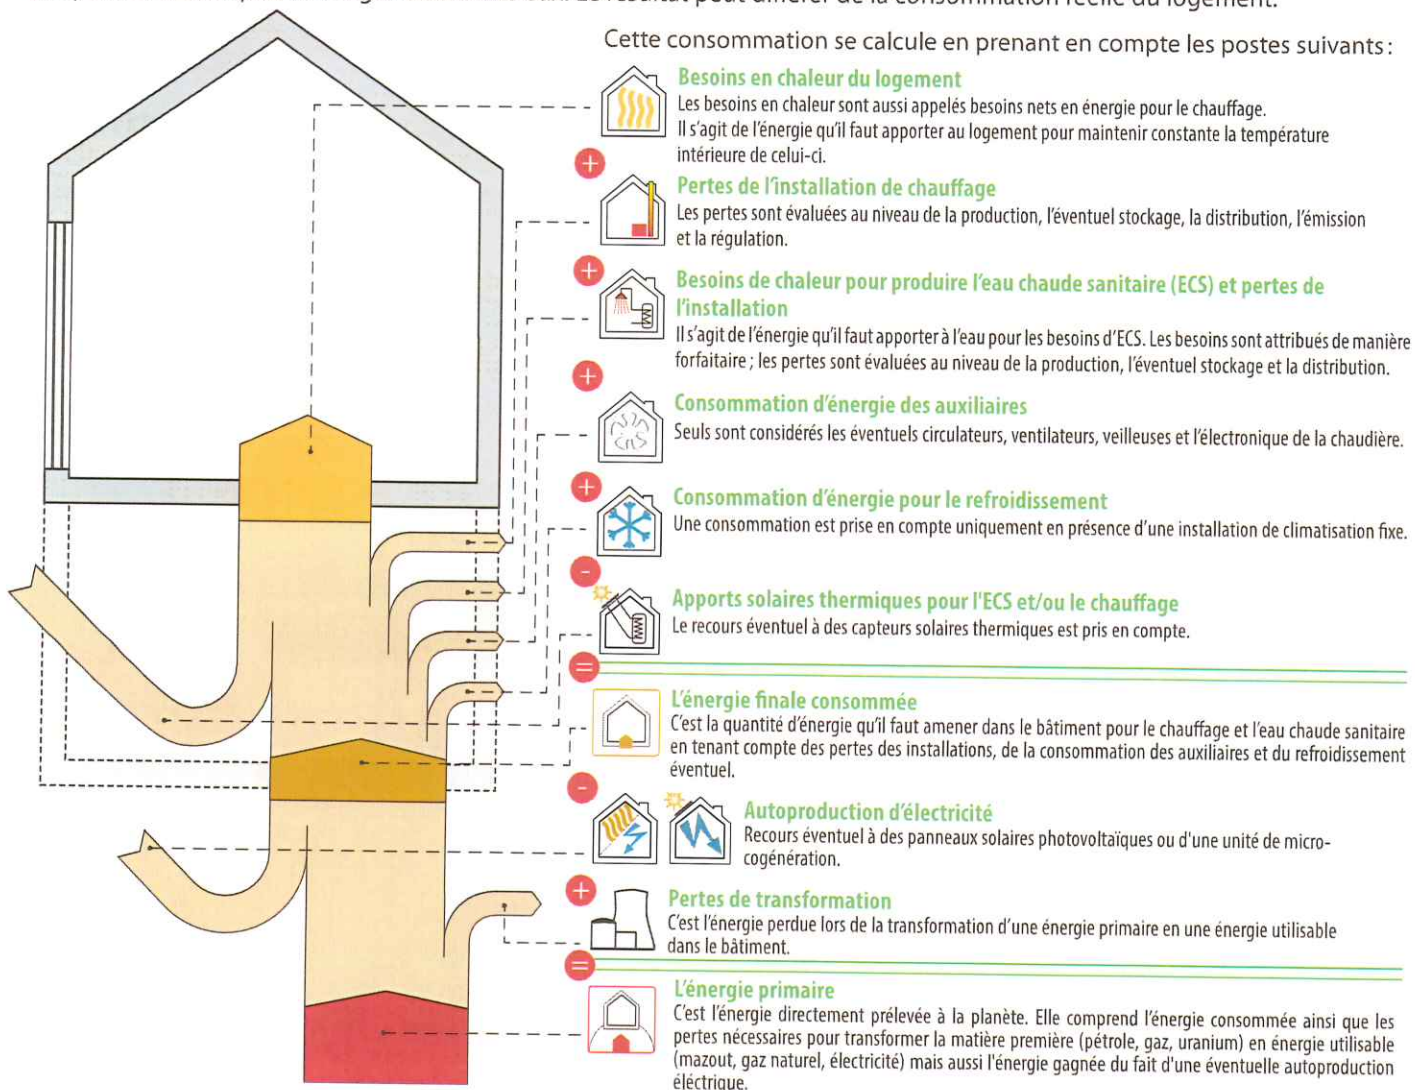 résultat peut différer de la consommation réelle du logement.
Cette consommation se calcule en prenant en compte les postes suivants :
Besoins en chaleur du logement
Les besoins en chaleur sont aussi appelés besoins nets en énergie pour le chauffage.
Il s'agit de l'énergie qu'il faut apporter au logement pour maintenir constante la température
intérieure de celui-ci.
+
Pertes de l'installation de chauffage
Les pertes sont évaluées au niveau de la production, l'éventuel stockage, la distribution, l'émission
et la régulation.
+
Besoins de chaleur pour produire l'eau chaude sanitaire (ECS) et pertes de
l'installation
Il s'agit de l'énergie qu'il faut apporter à l'eau pour les besoins d'ECS. Les besoins sont attribués de manière
forfaitaire ; les pertes sont évaluées au niveau de la production, l'éventuel stockage et la distribution.
+
Consommation d'énergie des auxiliaires
Seuls sont considérés les éventuels circulateurs, ventilateurs, veilleuses et l'électronique de la chaudière.
+
Consommation d'énergie pour le refroidissement
Une consommation est prise en compte uniquement en présence d'une installation de climatisation fixe.
-
Apports solaires thermiques pour l'ECS et/ou le chauffage
Le recours éventuel à des capteurs solaires thermiques est pris en compte.
=
L'énergie finale consommée
C'est la quantité d'énergie qu'il faut amener dans le bâtiment pour le chauffage et l'eau chaude sanitaire
en tenant compte des pertes des installations, de la consommation des auxiliaires et du refroidissement
éventuel.
-
Autoproduction d'électricité
Recours éventuel à des panneaux solaires photovoltaïques ou d'une unité de micro-
cogénération.
+
Pertes de transformation
C'est l'énergie perdue lors de la transformation d'une énergie primaire en une énergie utilisable
dans le bâtiment.
=
L'énergie primaire
C'est l'énergie directement prélevée à la planète. Elle comprend l'énergie consommée ainsi que les
pertes nécessaires pour transformer la matière première (pétrole, gaz, uranium) en énergie utilisable
(mazout, gaz naturel, électricité) mais aussi l'énergie gagnée du fait d'une éventuelle autoproduction
éléctrique.